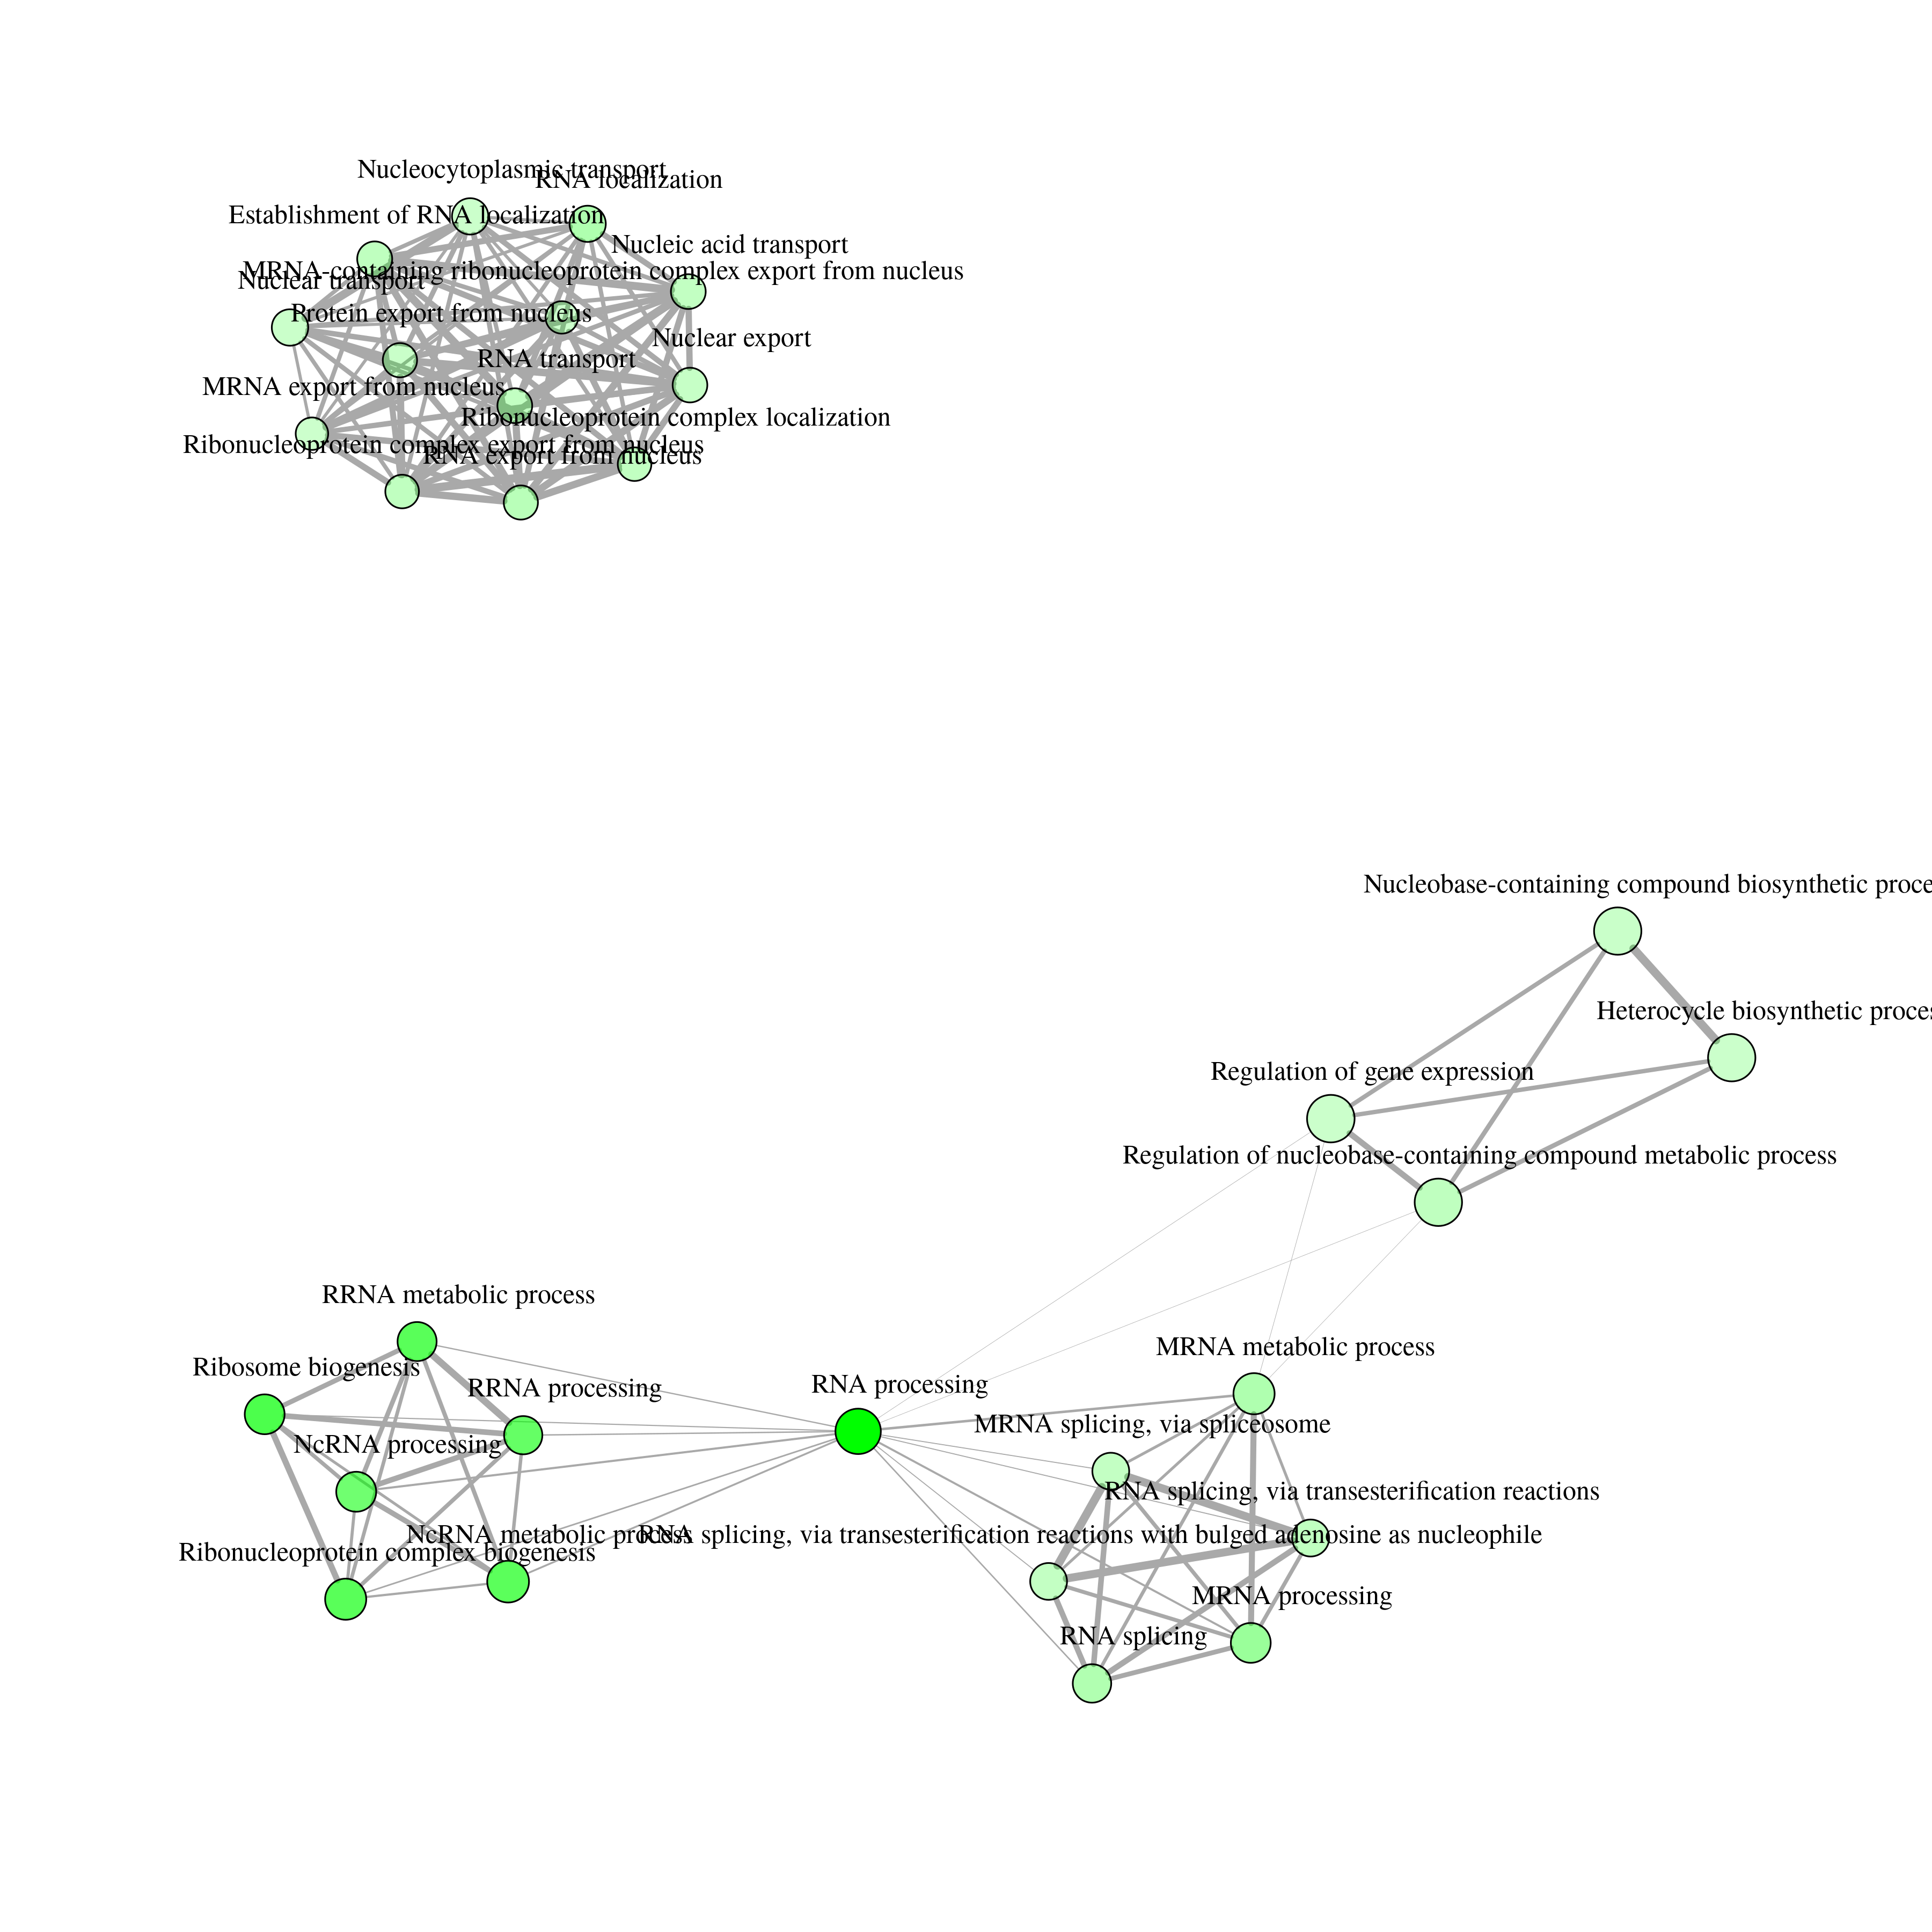 Nucleocytoplasmic transport
RNA localization
Establishment of RNA localization
Nucleic acid transport
MRNA-containing ribonucleoprotein complex export from nucleus
Nuclear transport
Protein export from nucleus
Nuclear export
RNA transport
MRNA export from nucleus
Ribonucleoprotein complex localization
Ribonucleoprotein complex export from nucleus
RNA export from nucleus
Nucleobase-containing compound biosynthetic proce
Heterocycle biosynthetic proces
Regulation of gene expression
Regulation of nucleobase-containing compound metabolic process
RRNA metabolic process
MRNA metabolic process
Ribosome biogenesis
RNA processing
RRNA processing
MRNA splicing, via spliceosome
NcRNA processing
RNA splicing, via transesterification reactions
NcRNA metabolic process
RNA splicing, via transesterification reactions with bulged adenosine as nucleophile
Ribonucleoprotein complex biogenesis
MRNA processing
RNA splicing